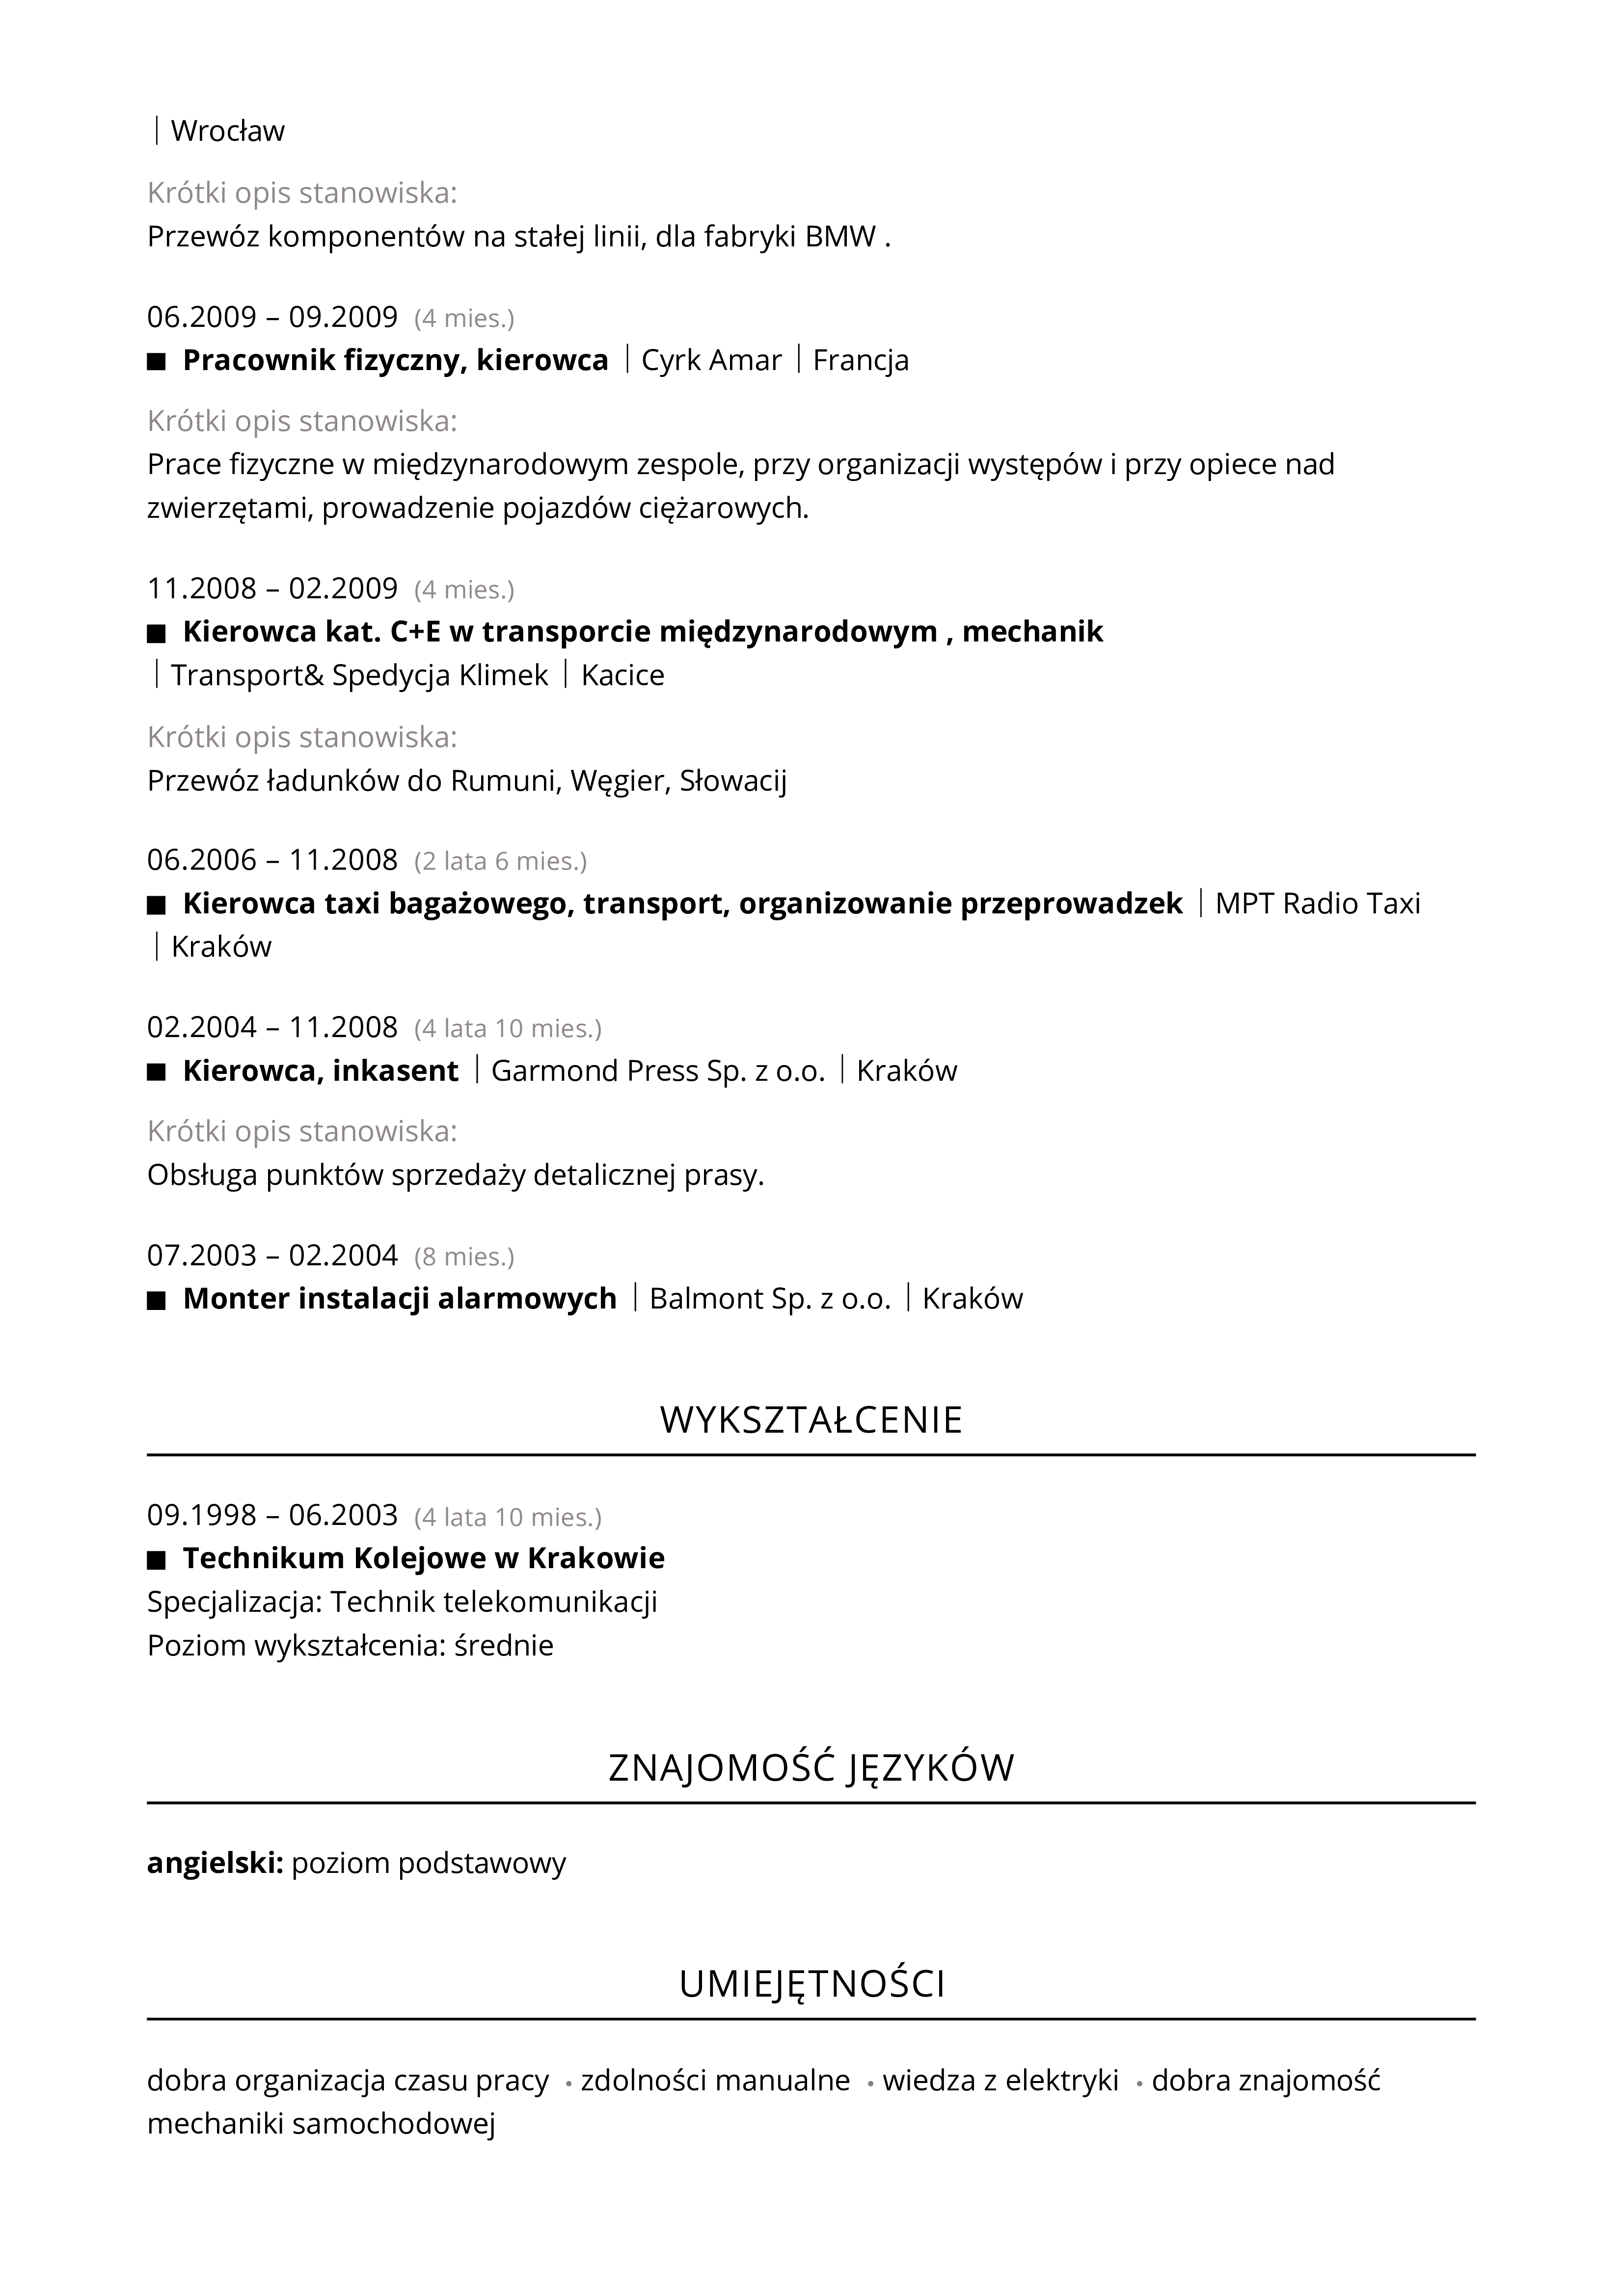 | Wrocław
Krótki opis stanowiska:
Przewóz komponentów na stałej linii, dla fabryki BMW .
06.2009 – 09.2009 (4 mies.)
■ Pracownik fizyczny, kierowca | Cyrk Amar | Francja
Krótki opis stanowiska:
Prace fizyczne w międzynarodowym zespole, przy organizacji występów i przy opiece nad
zwierzętami, prowadzenie pojazdów ciężarowych.
11.2008 – 02.2009 (4 mies.)
■ Kierowca kat. C+E w transporcie międzynarodowym , mechanik
| Transport& Spedycja Klimek | Kacice
Krótki opis stanowiska:
Przewóz ładunków do Rumuni, Węgier, Słowacij
06.2006 – 11.2008 (2 lata 6 mies.)
■ Kierowca taxi bagażowego, transport, organizowanie przeprowadzek | MPT Radio Taxi
| Kraków
02.2004 – 11.2008 (4 lata 10 mies.)
■ Kierowca, inkasent | Garmond Press Sp. z o.o. | Kraków
Krótki opis stanowiska:
Obsługa punktów sprzedaży detalicznej prasy.
07.2003 – 02.2004 (8 mies.)
■ Monter instalacji alarmowych | Balmont Sp. z o.o. | Kraków
WYKSZTAŁCENIE
09.1998 – 06.2003 (4 lata 10 mies.)
■ Technikum Kolejowe w Krakowie
Specjalizacja: Technik telekomunikacji
Poziom wykształcenia: średnie
ZNAJOMOŚĆ JĘZYKÓW
angielski: poziom podstawowy
UMIEJĘTNOŚCI
dobra organizacja czasu pracy • zdolności manualne • wiedza z elektryki • dobra znajomość
mechaniki samochodowej